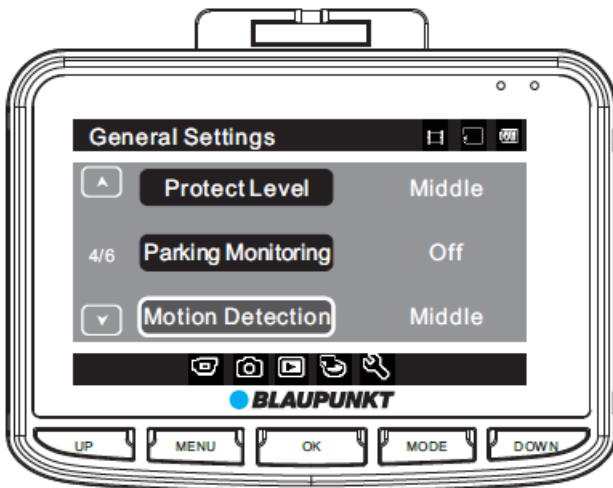 General Settings
Protect Level Middle
4/6 Parking Monitoring Off
Motion Detection Middle
BLAUPUNKT
UP MENU OK MODE DOWN